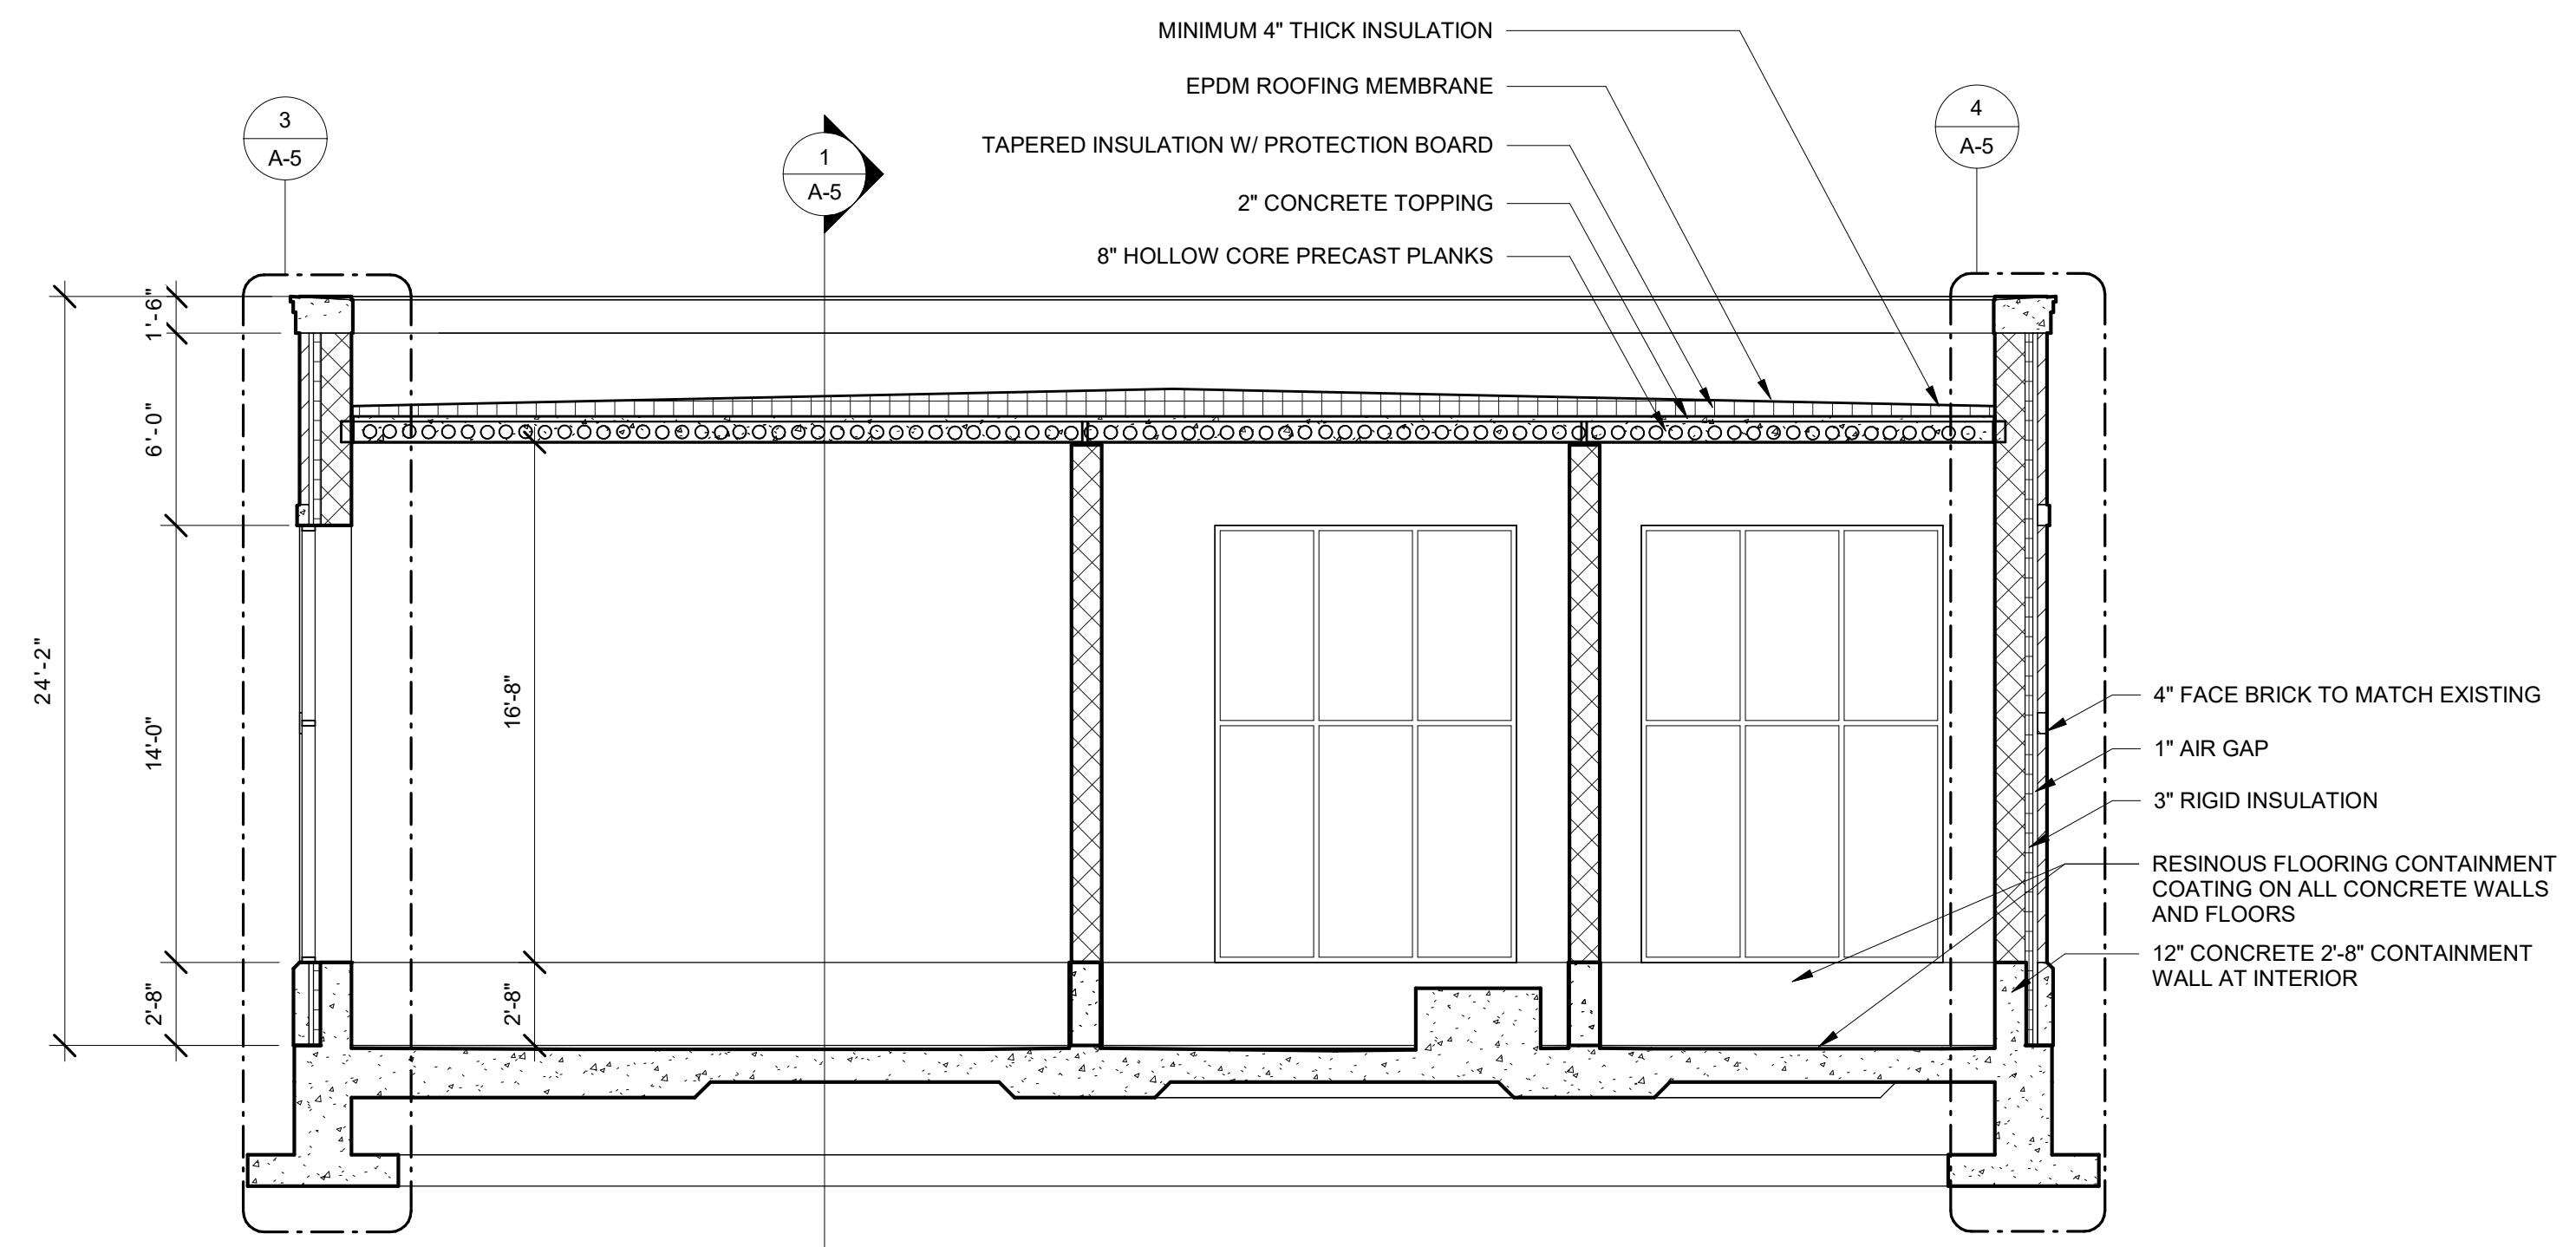 MINIMUM 4" THICK INSULATION
EPDM ROOFING MEMBRANE
TAPERED INSULATION W/ PROTECTION BOARD
2" CONCRETE TOPPING
8" HOLLOW CORE PRECAST PLANKS
3
A-5
1
A-5
4
A-5
1'-6"
6'-0"
24'-2"
14'-0"
16'-8"
2'-8"
2'-8"
4" FACE BRICK TO MATCH EXISTING
1" AIR GAP
3" RIGID INSULATION
RESINOUS FLOORING CONTAINMENT
COATING ON ALL CONCRETE WALLS
AND FLOORS
12" CONCRETE 2'-8" CONTAINMENT
WALL AT INTERIOR